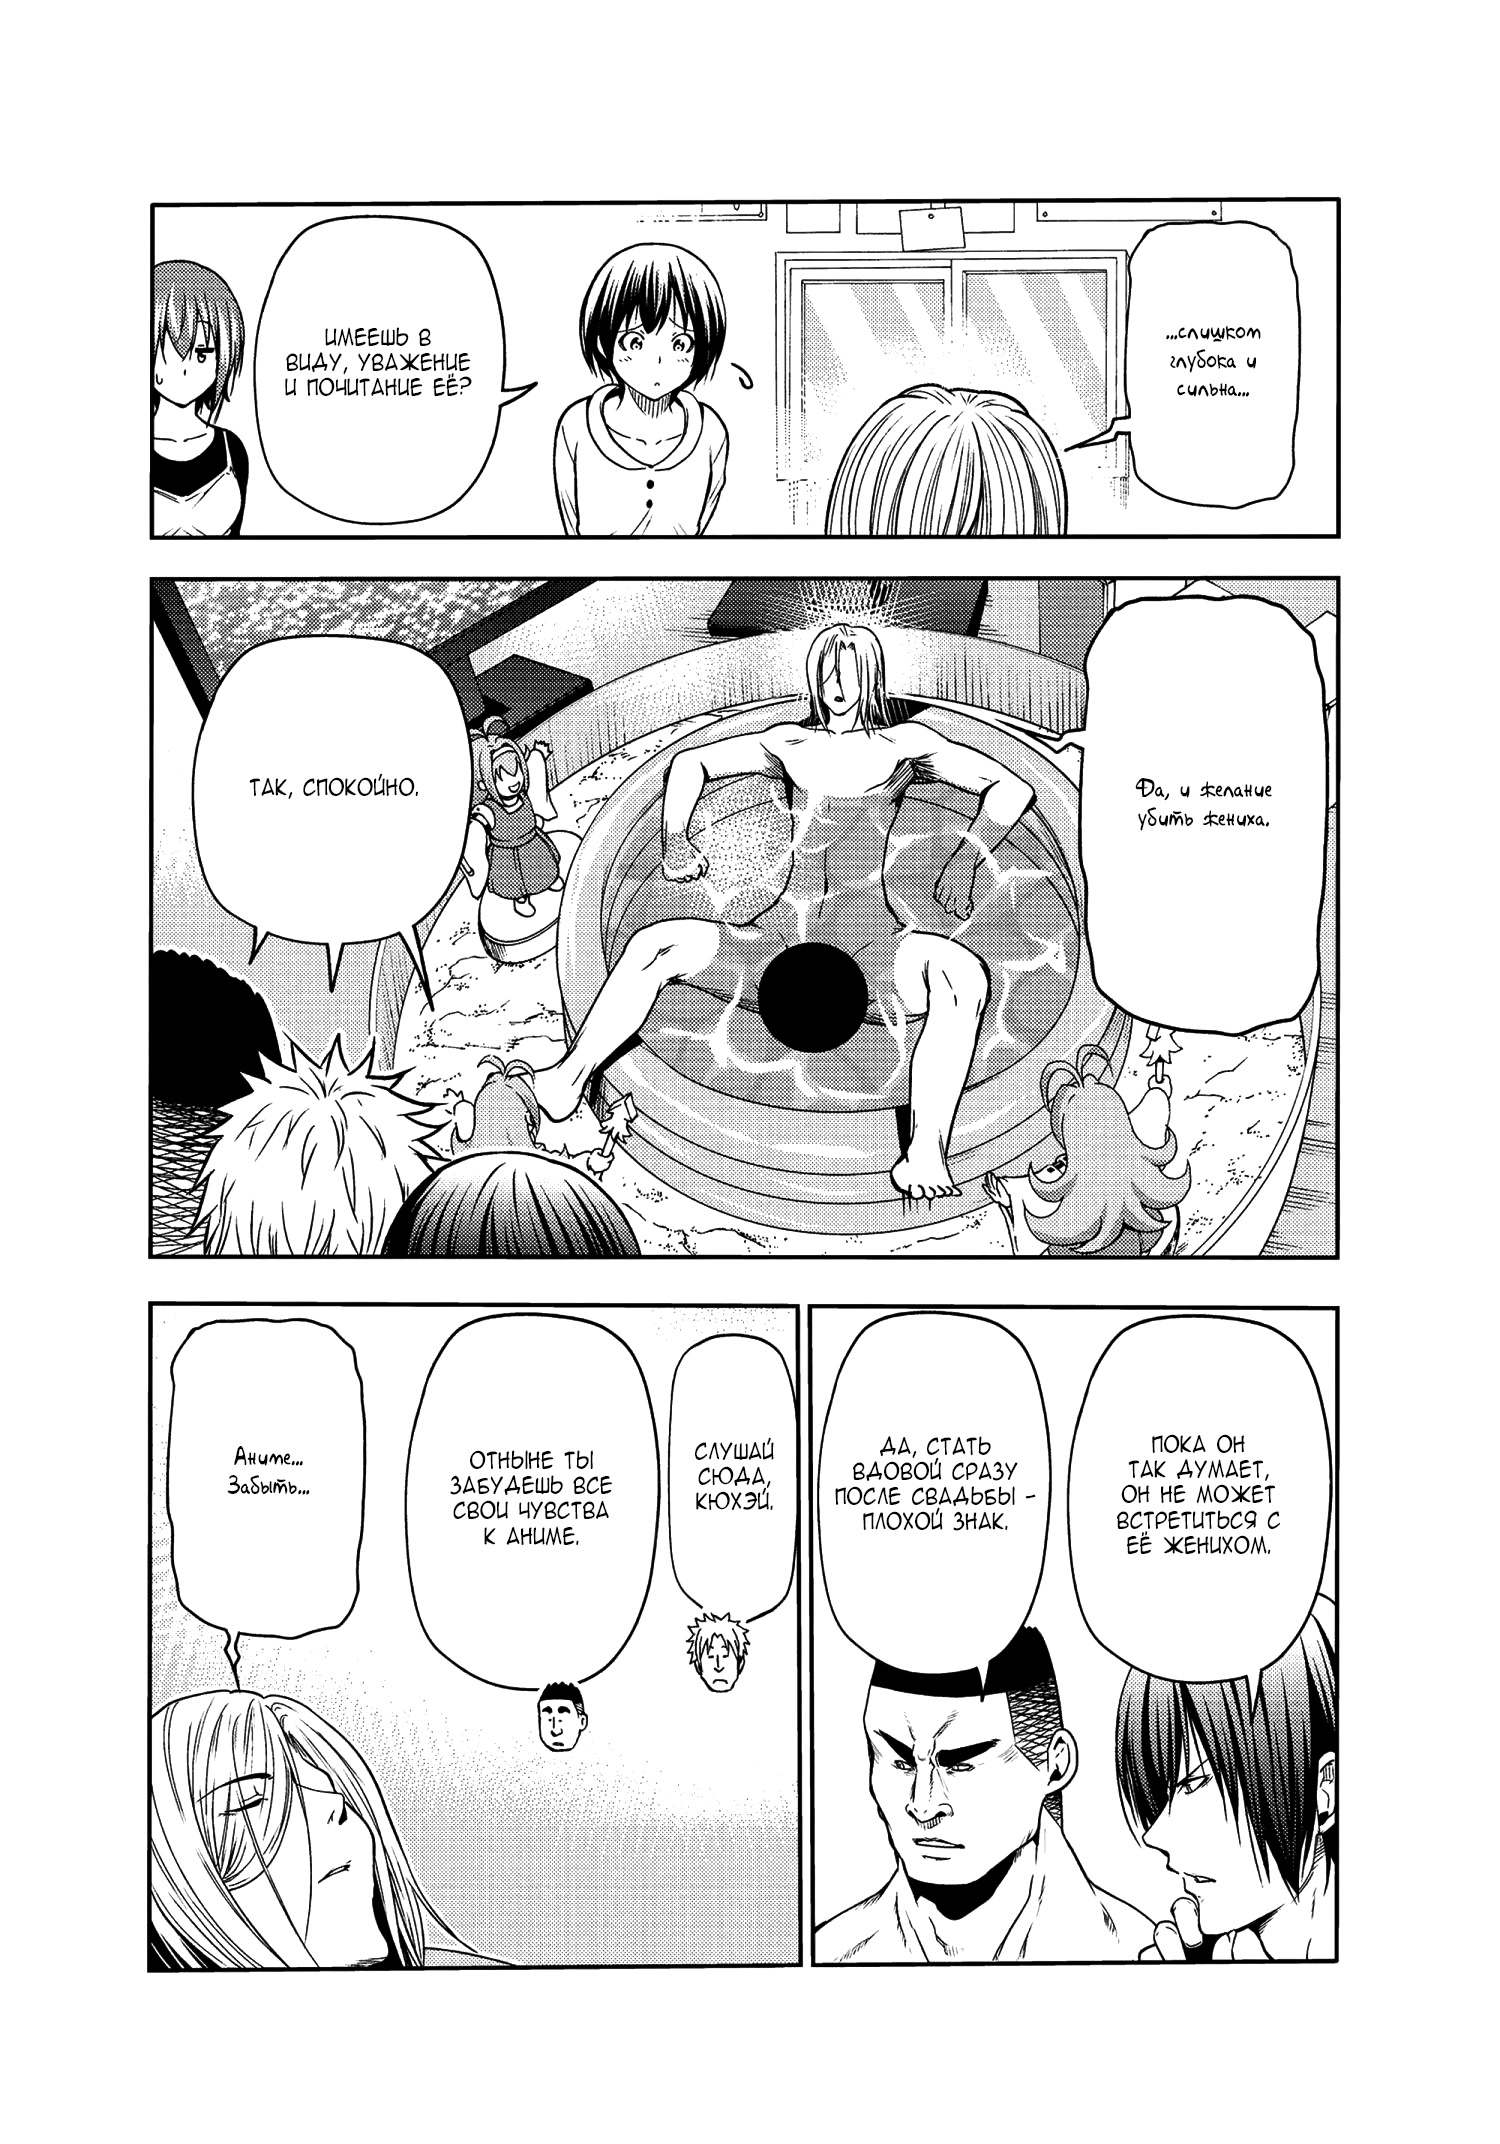 ...слишком
глубока и
сильна...
ИМЕЕШЬ В
ВИДУ, УВАЖЕНИЕ
И ПОЧИТАНИЕ ЕЁ?
Да, и желание
убить жениха.
ТАК, СПОКОЙНО.
ПОКА ОН
ТАК ДУМАЕТ,
ОН НЕ МОЖЕТ
ВСТРЕТИТЬСЯ С
ЕЁ ЖЕНИХОМ.
ДА, СТАТЬ
ВДОВОЙ СРАЗУ
ПОСЛЕ СВАДЬБЫ -
ПЛОХОЙ ЗНАК.
СЛУШАЙ
СЮДА,
КЮХЭЙ.
ОТНЫНЕ ТЫ
ЗАБУДЕШЬ ВСЕ
СВОИ ЧУВСТВА
К АНИМЕ.
Аниме...
Забыть...